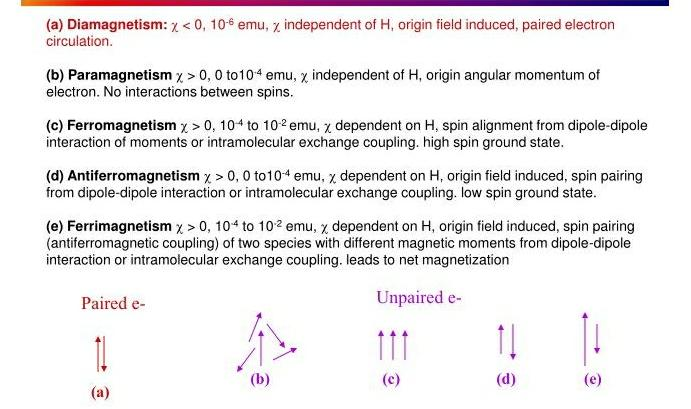 (a) Diamagnetism: χ < 0, 10⁻⁶ emu, χ independent of H, origin field induced, paired electron
circulation.
(b) Paramagnetism χ > 0, 0 to10⁻⁴ emu, χ independent of H, origin angular momentum of
electron. No interactions between spins.
(c) Ferromagnetism χ > 0, 10⁻⁴ to 10⁻² emu, χ dependent on H, spin alignment from dipole-dipole
interaction of moments or intramolecular exchange coupling. high spin ground state.
(d) Antiferromagnetism χ > 0, 0 to10⁻⁴ emu, χ dependent on H, origin field induced, spin pairing
from dipole-dipole interaction or intramolecular exchange coupling. low spin ground state.
(e) Ferrimagnetism χ > 0, 10⁻⁴ to 10⁻² emu, χ dependent on H, origin field induced, spin pairing
(antiferromagnetic coupling) of two species with different magnetic moments from dipole-dipole
interaction or intramolecular exchange coupling. leads to net magnetization
Paired e-
Unpaired e-
(a)
(b)
(c)
(d)
(e)